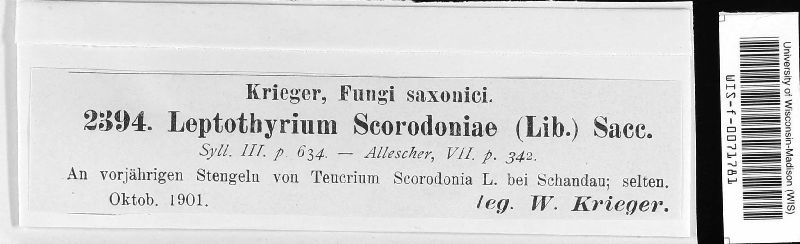 Krieger, Fungi saxonici.
2394. Leptothyrium Scorodoniae (Lib.) Sacc.
Syll. III. p. 634. — Allescher, VII. p. 342.
An vorjährigen Stengeln von Teucrium Scorodonia L. bei Schandau; selten.
Oktob. 1901. leg. W. Krieger.
University of Wisconsin-Madison (WIS)
WIS-f-0071781